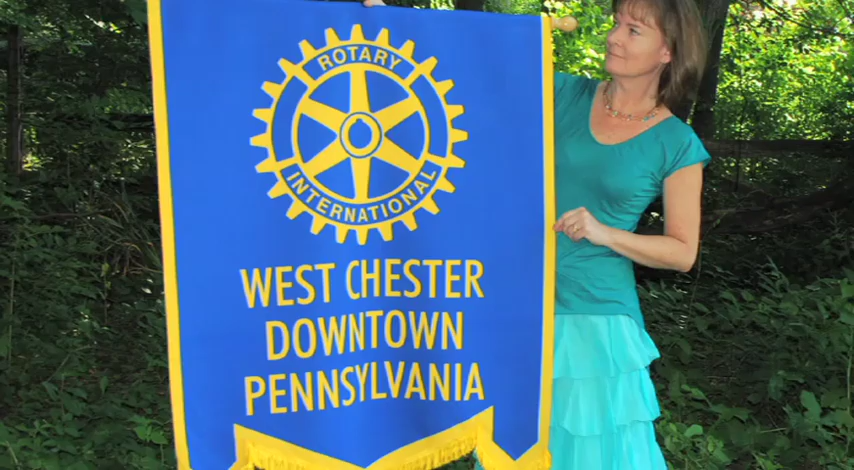 ROTARY
INTERNATIONAL
WEST CHESTER
DOWNTOWN
PENNSYLVANIA